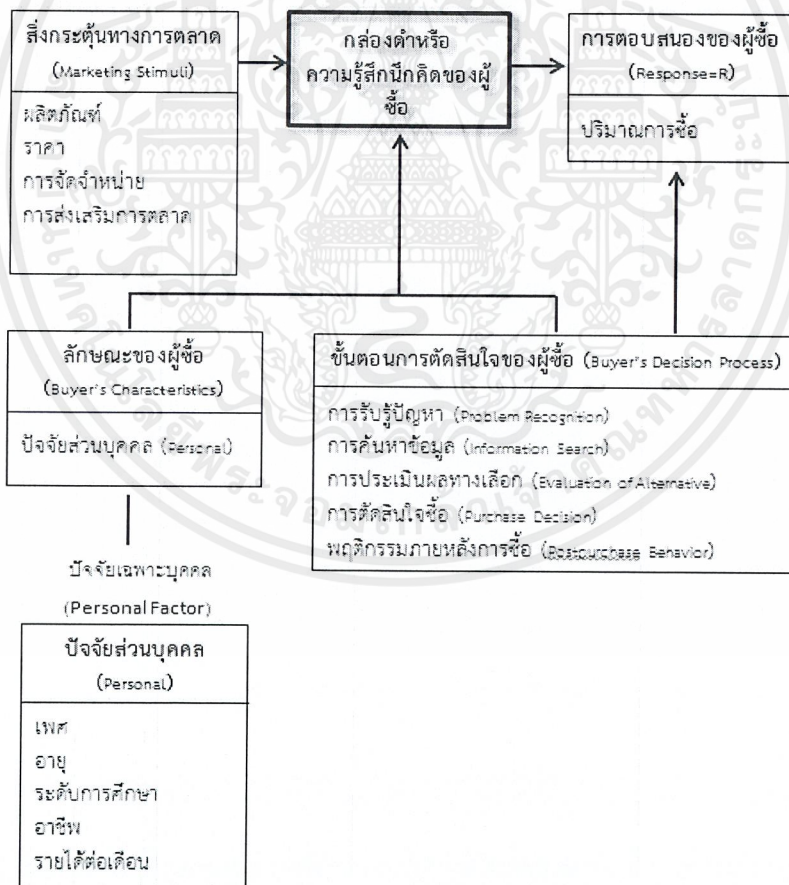 สิ่งกระตุ้นทางการตลาด
(Marketing Stimuli)
ผลิตภัณฑ์
ราคา
การจัดจำหน่าย
การส่งเสริมการตลาด
กล่องดำหรือ
ความรู้สึกนึกคิดของผู้
ซื้อ
การตอบสนองของผู้ซื้อ
(Response=R)
ปริมาณการซื้อ
ลักษณะของผู้ซื้อ
(Buyer's Characteristics)
ปัจจัยส่วนบุคคล (Personal)
ขั้นตอนการตัดสินใจของผู้ซื้อ (Buyer's Decision Process)
การรับรู้ปัญหา (Problem Recognition)
การค้นหาข้อมูล (Information Search)
การประเมินผลทางเลือก (Evaluation of Alternative)
การตัดสินใจซื้อ (Purchase Decision)
พฤติกรรมภายหลังการซื้อ (Postpurchase Behavior)
ปัจจัยเฉพาะบุคคล
(Personal Factor)
ปัจจัยส่วนบุคคล
(Personal)
เพศ
อายุ
ระดับการศึกษา
อาชีพ
รายได้ต่อเดือน